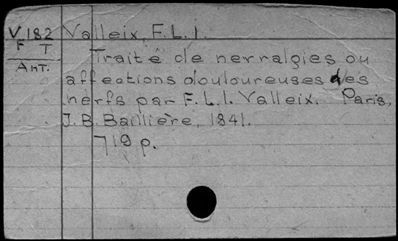 V182 Valleix, F.L.I.
F T
Ant.
Traité de nevralgies ou
affections douloureuses des
nerfs par F.L.I. Valleix. Paris,
J.B. Baillière, 1841.
719 p.